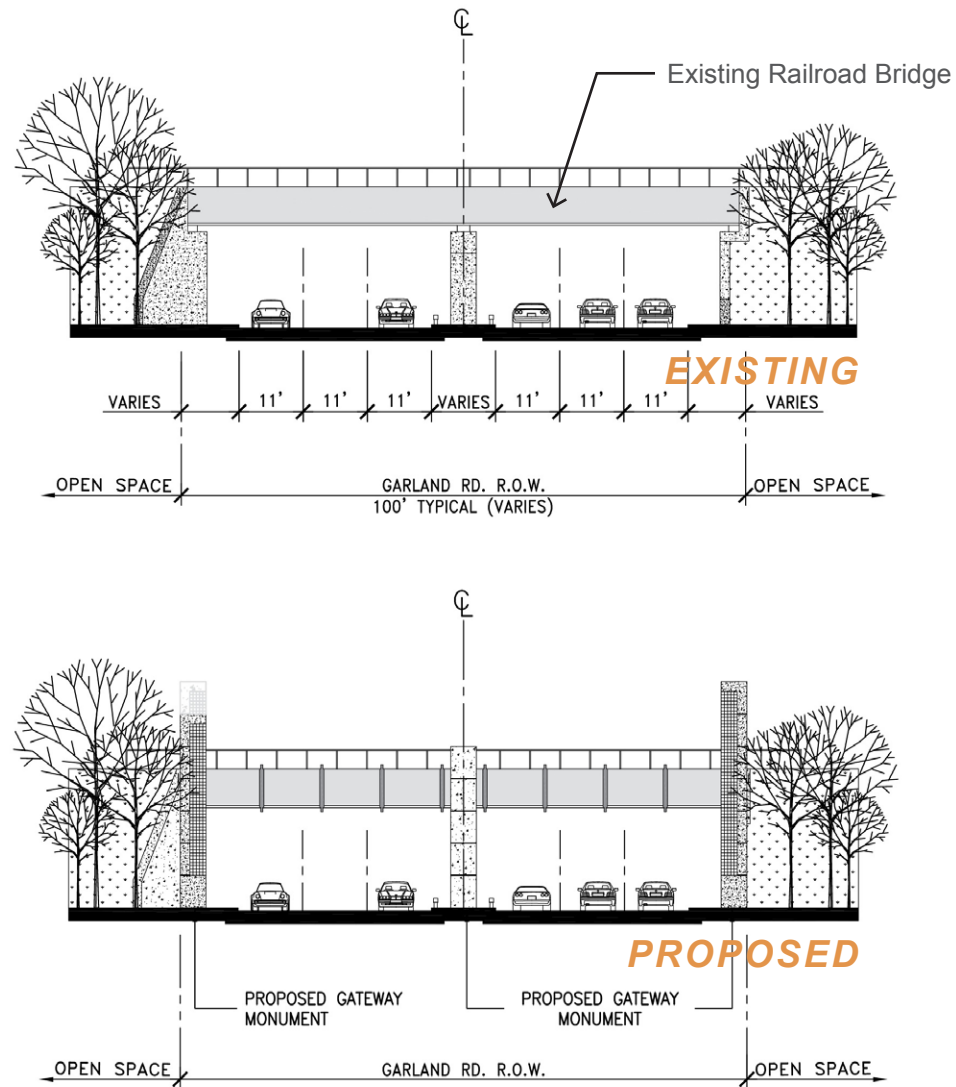 ℄
Existing Railroad Bridge
EXISTING
VARIES 11' 11' 11' VARIES 11' 11' 11' VARIES
OPEN SPACE GARLAND RD. R.O.W. OPEN SPACE
100' TYPICAL (VARIES)
℄
PROPOSED
PROPOSED GATEWAY MONUMENT
PROPOSED GATEWAY MONUMENT
OPEN SPACE GARLAND RD. R.O.W. OPEN SPACE